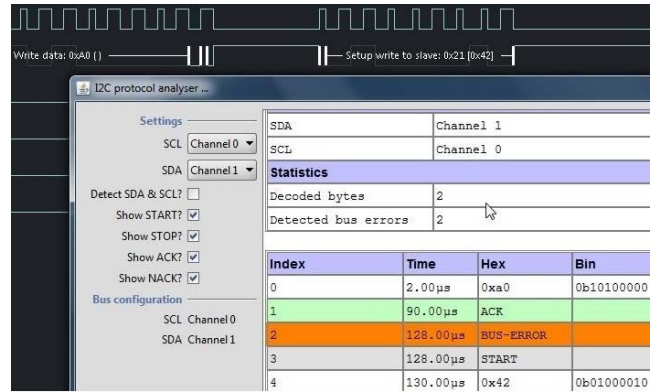 Write data: 0xA0 ()
Setup write to slave: 0x21 [0x42]
I2C protocol analyser ...
Settings
SCL Channel 0
SDA Channel 1
Detect SDA & SCL?
Show START?
Show STOP?
Show ACK?
Show NACK?
Bus configuration
SCL Channel 0
SDA Channel 1
SDA Channel 1
SCL Channel 0
Statistics
Decoded bytes 2
Detected bus errors 2
Index Time Hex Bin
0 2.00µs 0xa0 0b10100000
1 90.00µs ACK
2 128.00µs BUS-ERROR
3 128.00µs START
4 130.00µs 0x42 0b01000010